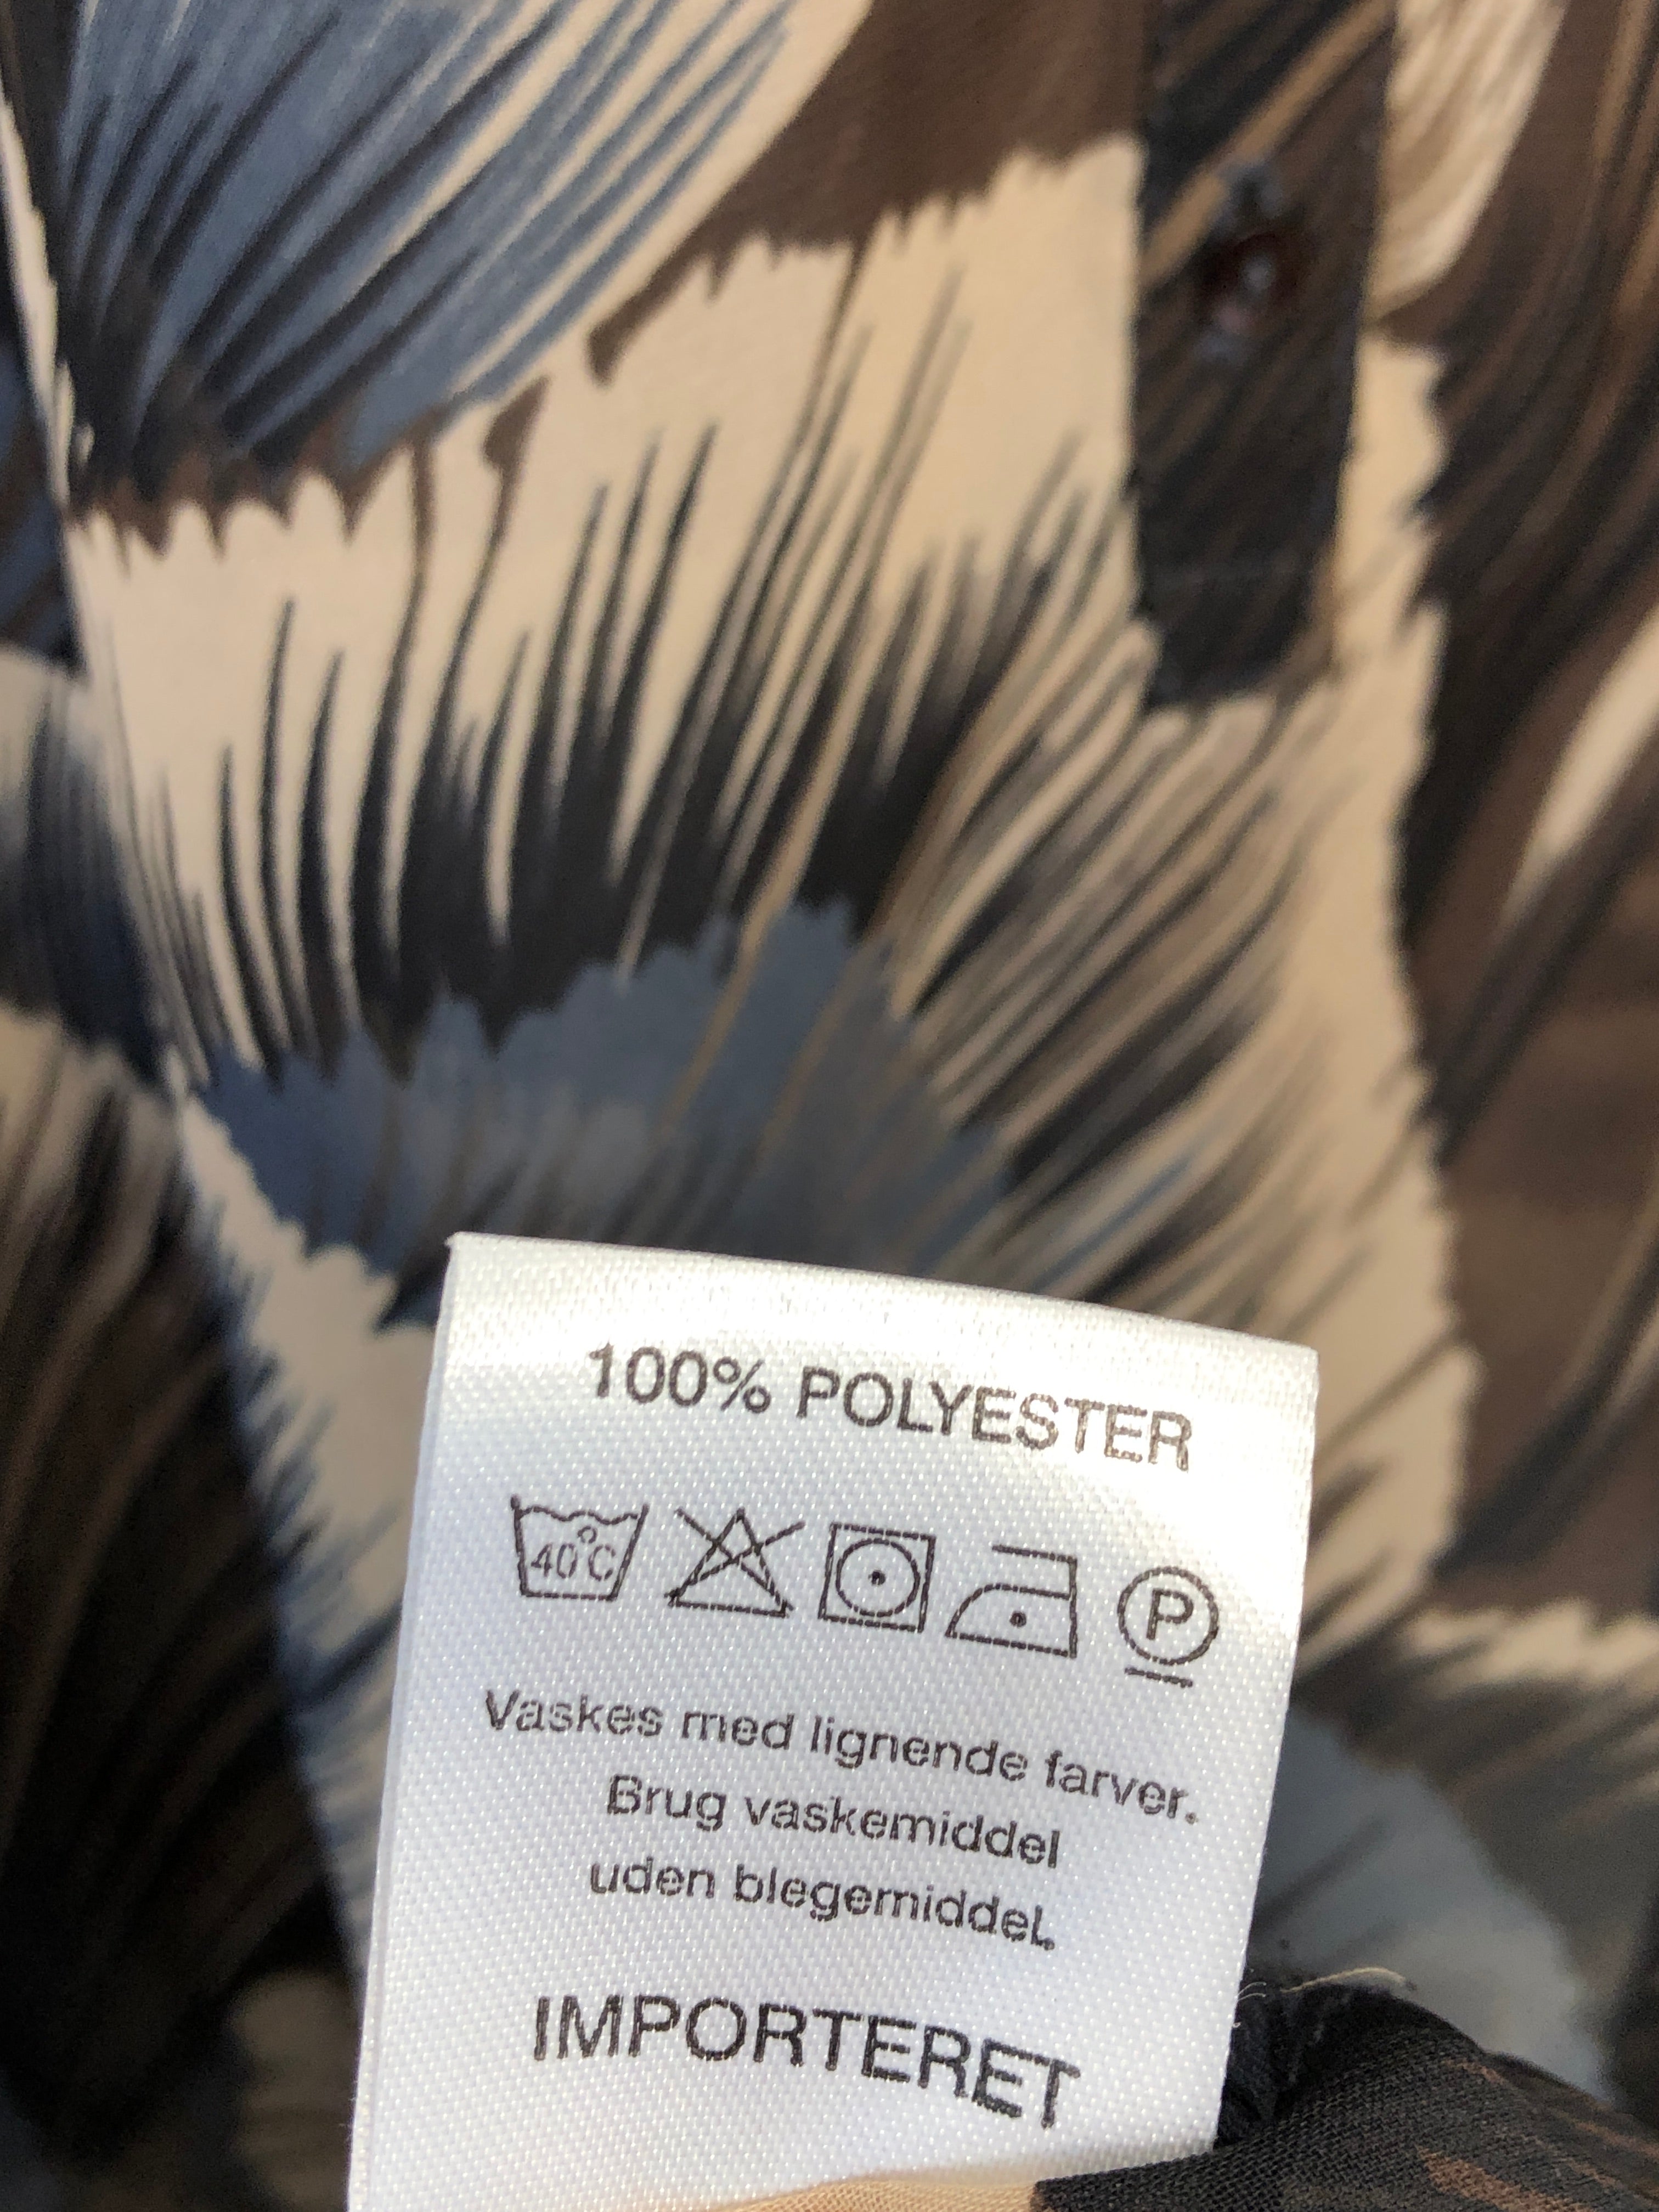 100% POLYESTER
40°C P
Vaskes med lignende farver.
Brug vaskemiddel
uden blegemiddel.
IMPORTERET